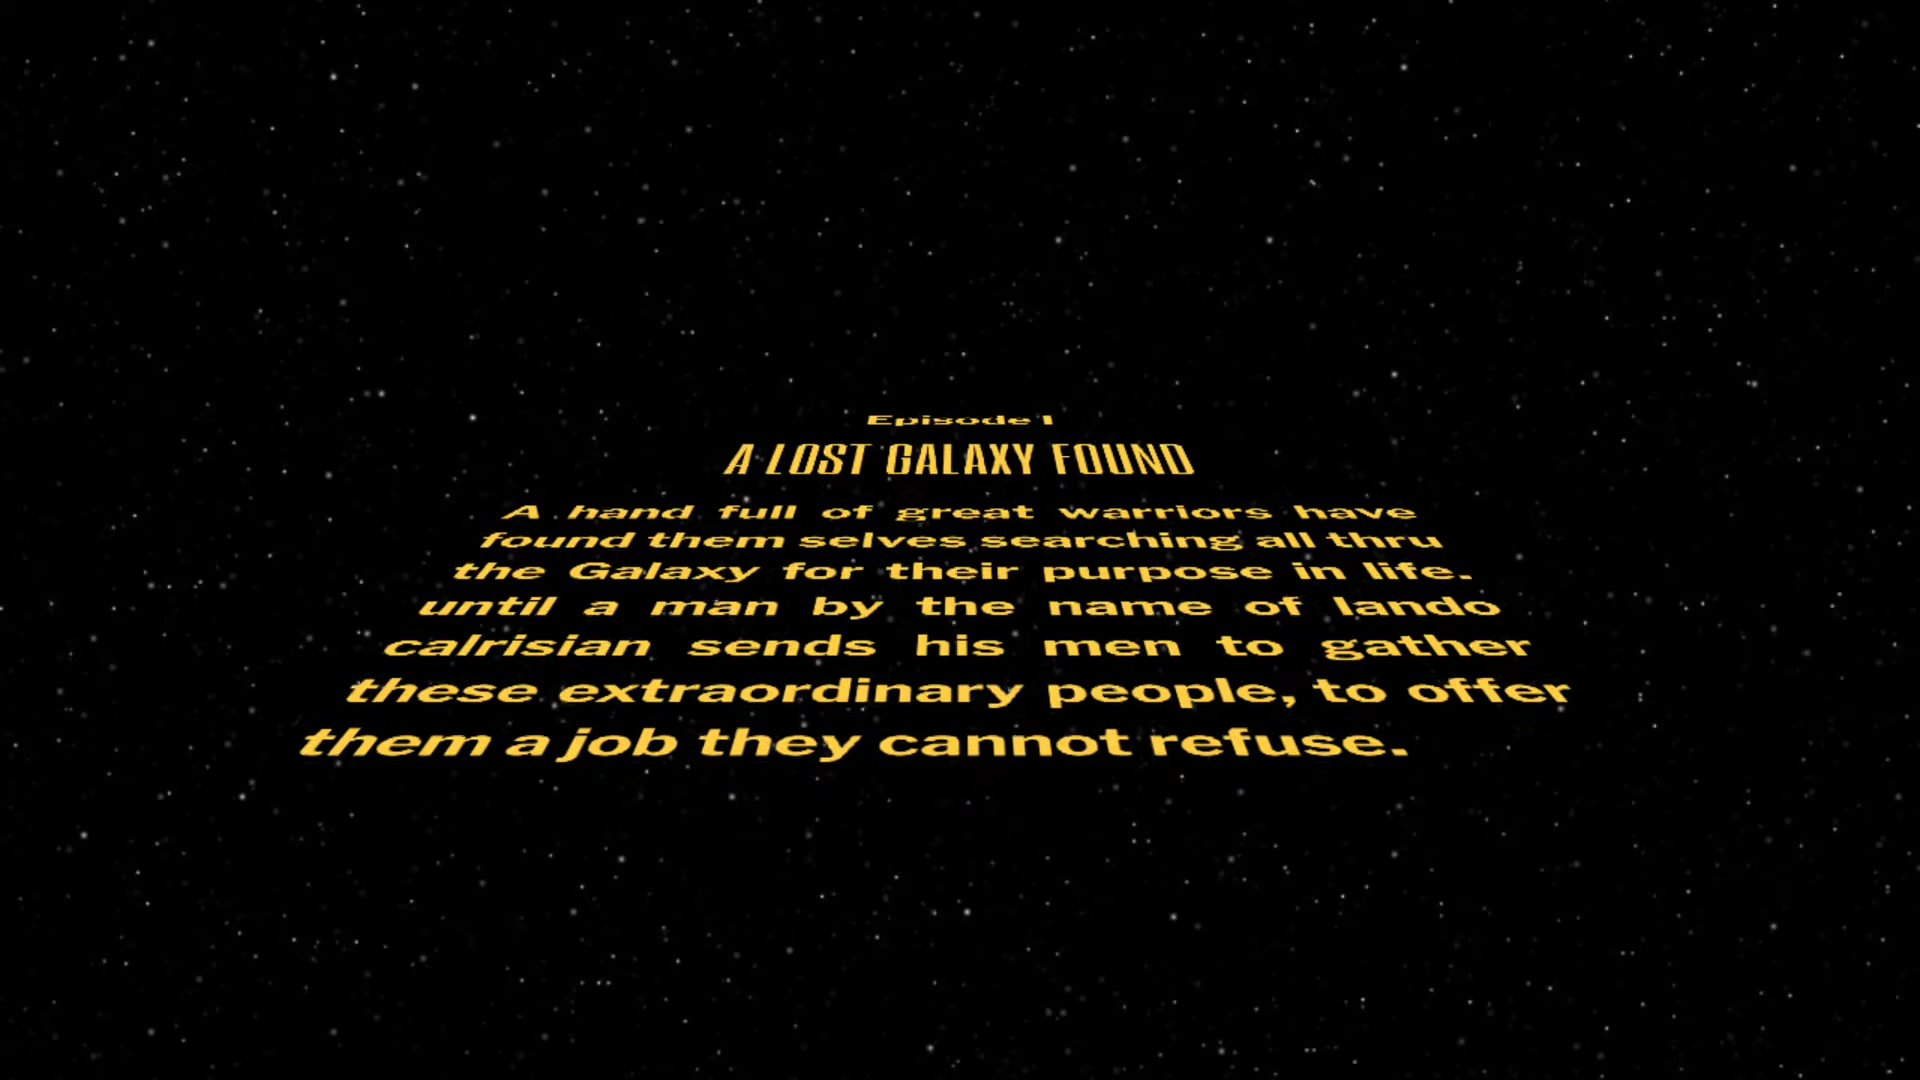 Episode I
A LOST GALAXY FOUND
A hand full of great warriors have
found them selves searching all thru
the Galaxy for their purpose in life.
until a man by the name of lando
calrisian sends his men to gather
these extraordinary people, to offer
them a job they cannot refuse.